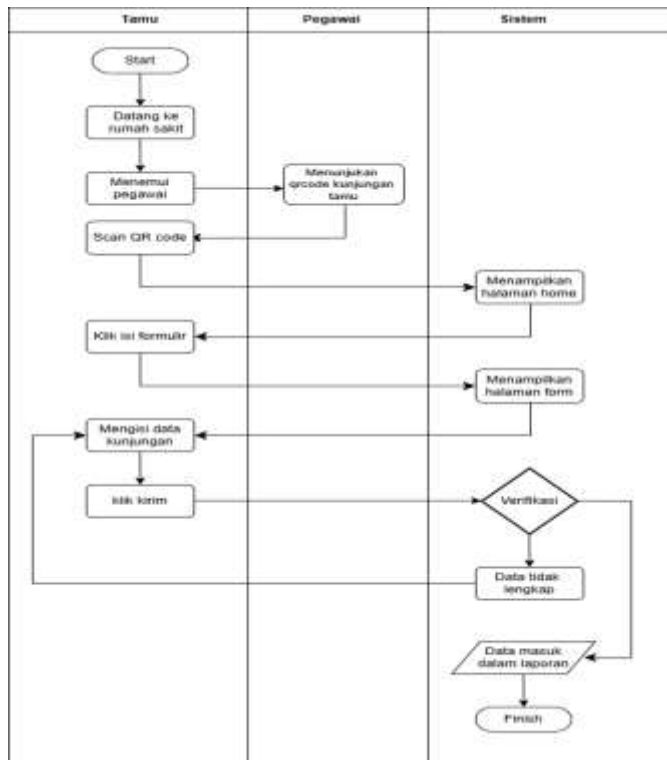 Tamu
Pegawai
Sistem
Start
Datang ke
rumah sakit
Menemui
pegawai
Menunjukan
qrcode kunjungan
tamu
Scan QR code
Menampilkan
halaman home
Klik isi formulir
Menampilkan
halaman form
Mengisi data
kunjungan
klik kirim
Verifikasi
Data tidak
lengkap
Data masuk
dalam laporan
Finish